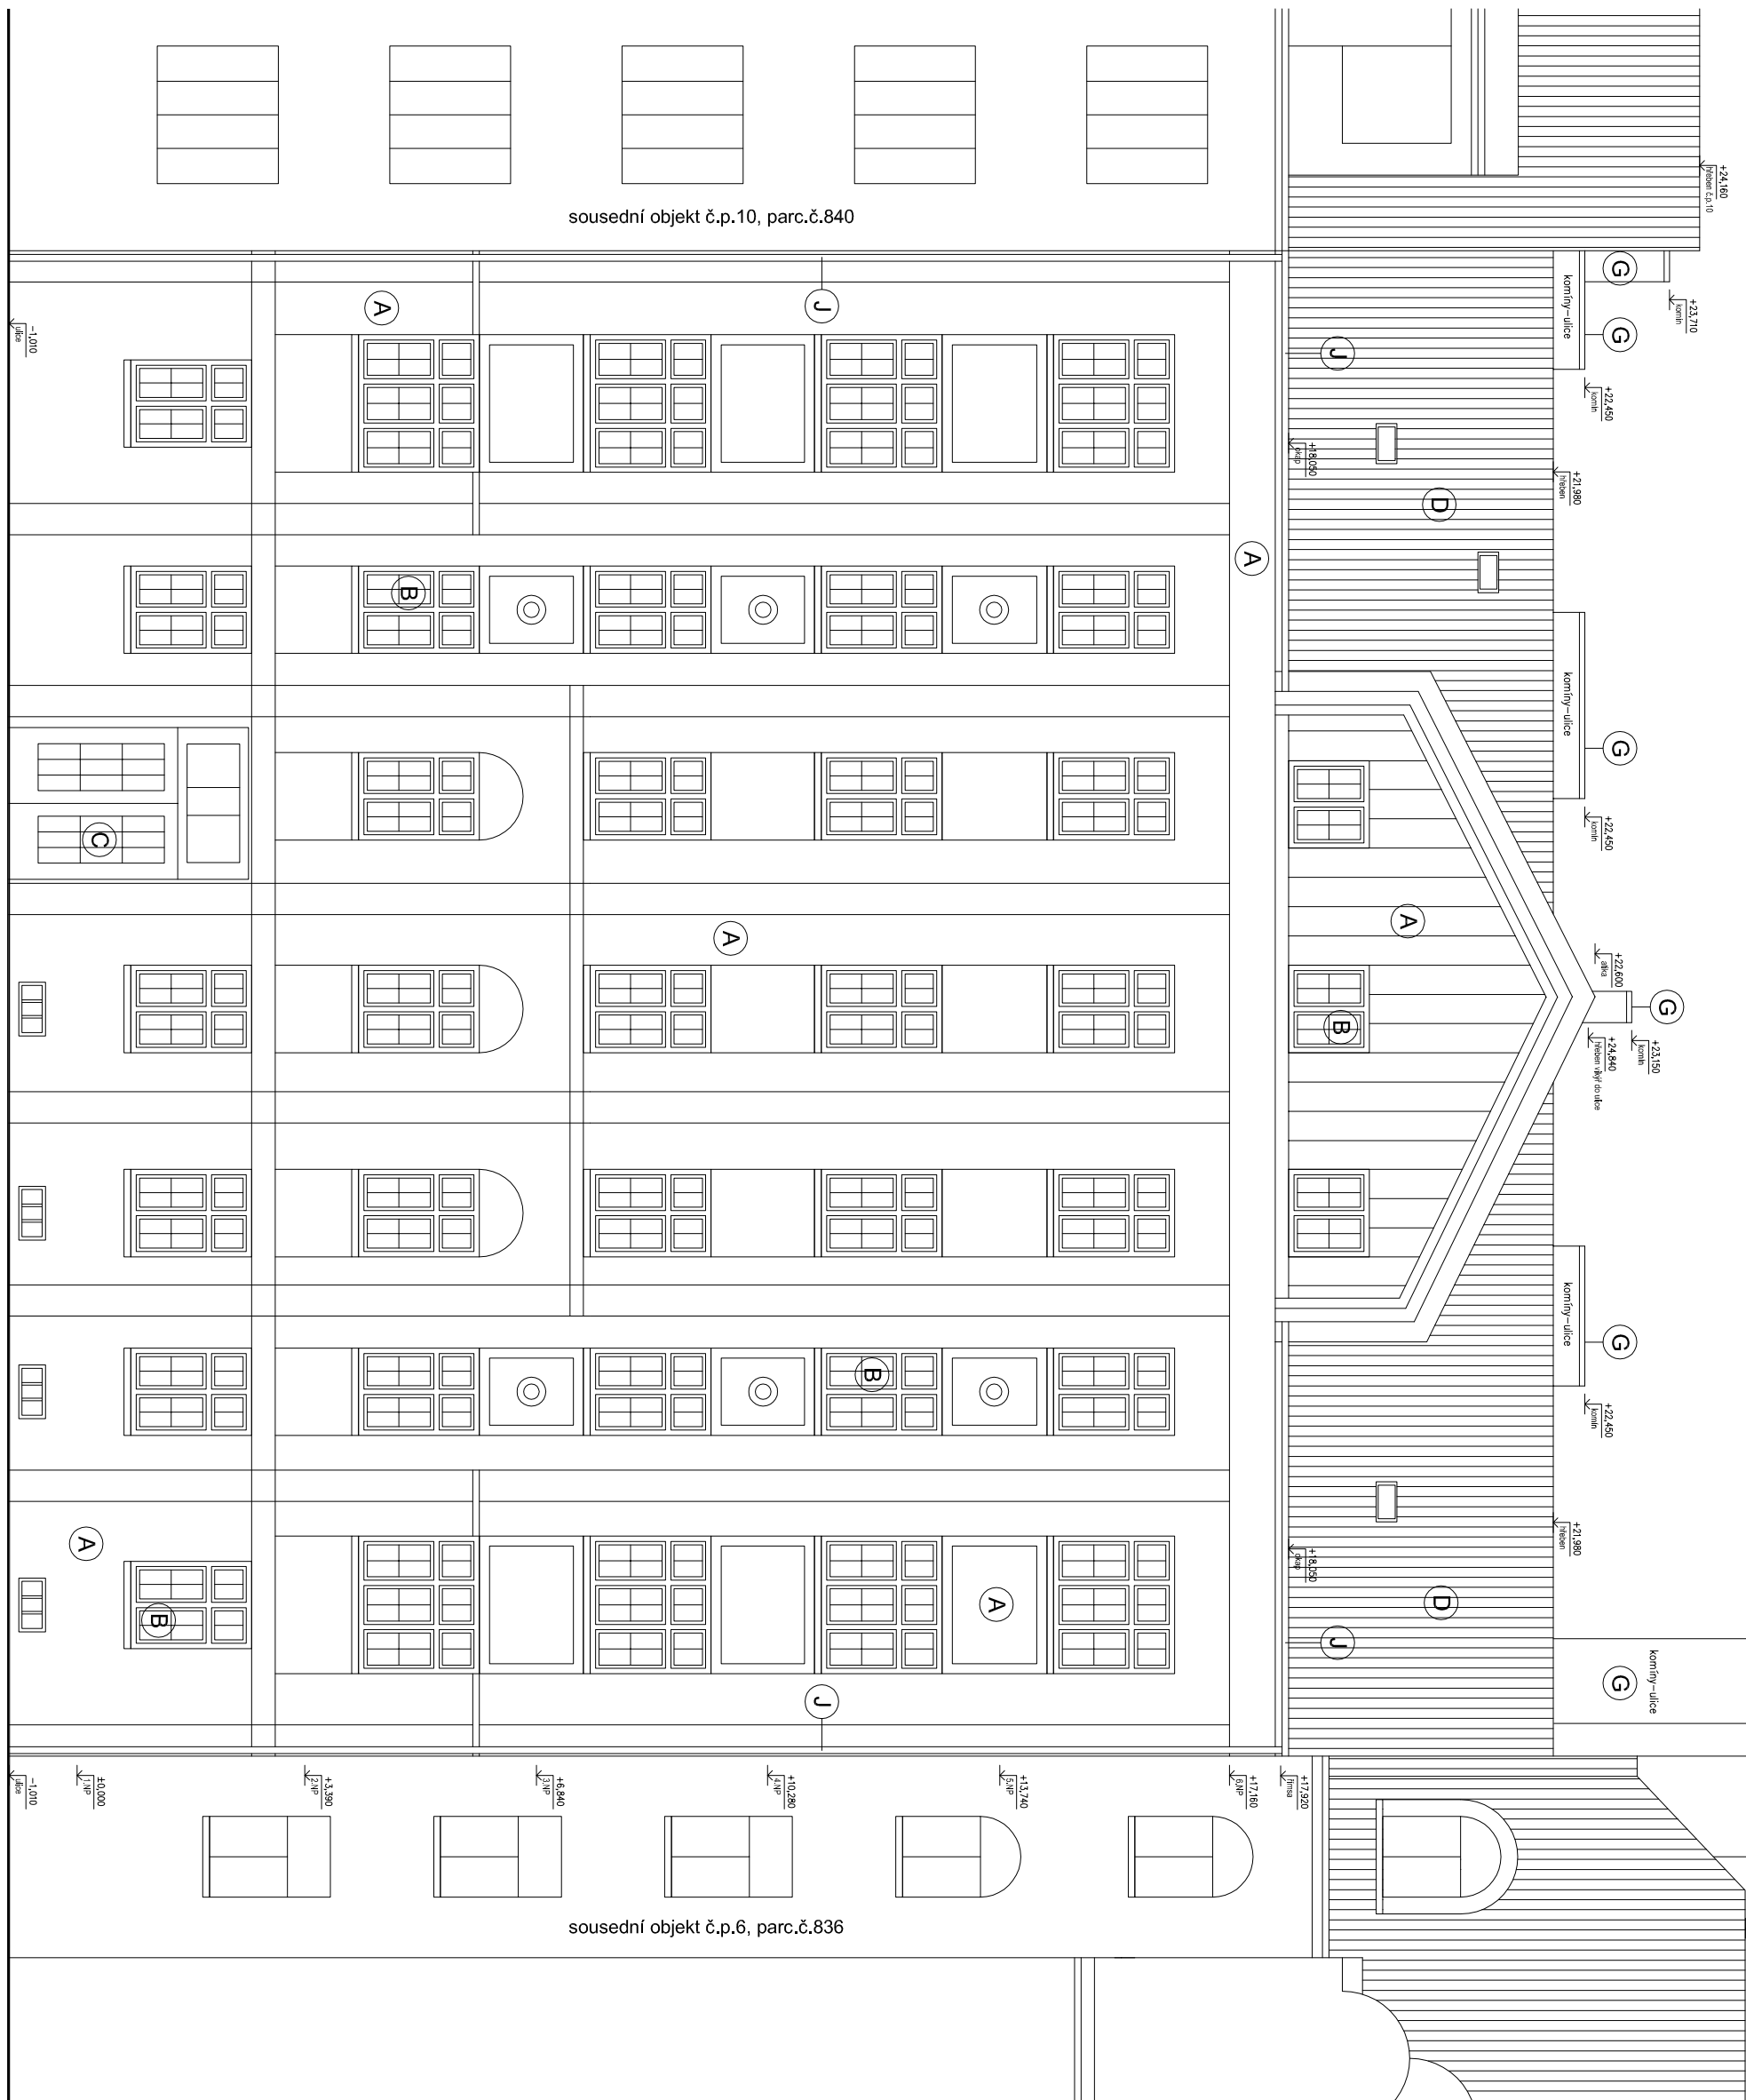 +24,160
hřeben č.p.10
sousední objekt č.p.10, parc.č.840
G
komíny-ulice
+23,710
komín
A
J
G
-1,010
ulice
J
+22,450
komín
+18,050
okap
+21,980
hřeben
D
A
B
komíny-ulice
G
C
+22,450
komín
A
A
+22,600
atika
G
B
+23,150
komín
+24,840
hřeben vikýř do ulice
komíny-ulice
G
B
+22,450
komín
A
+18,050
okap
+21,980
hřeben
B
A
D
J
G
komíny-ulice
J
-1,010
ulice
±0,000
1.NP
+3,390
2.NP
+6,840
3.NP
+10,280
4.NP
+13,740
5.NP
+17,160
6.NP
+17,920
římsa
sousední objekt č.p.6, parc.č.836